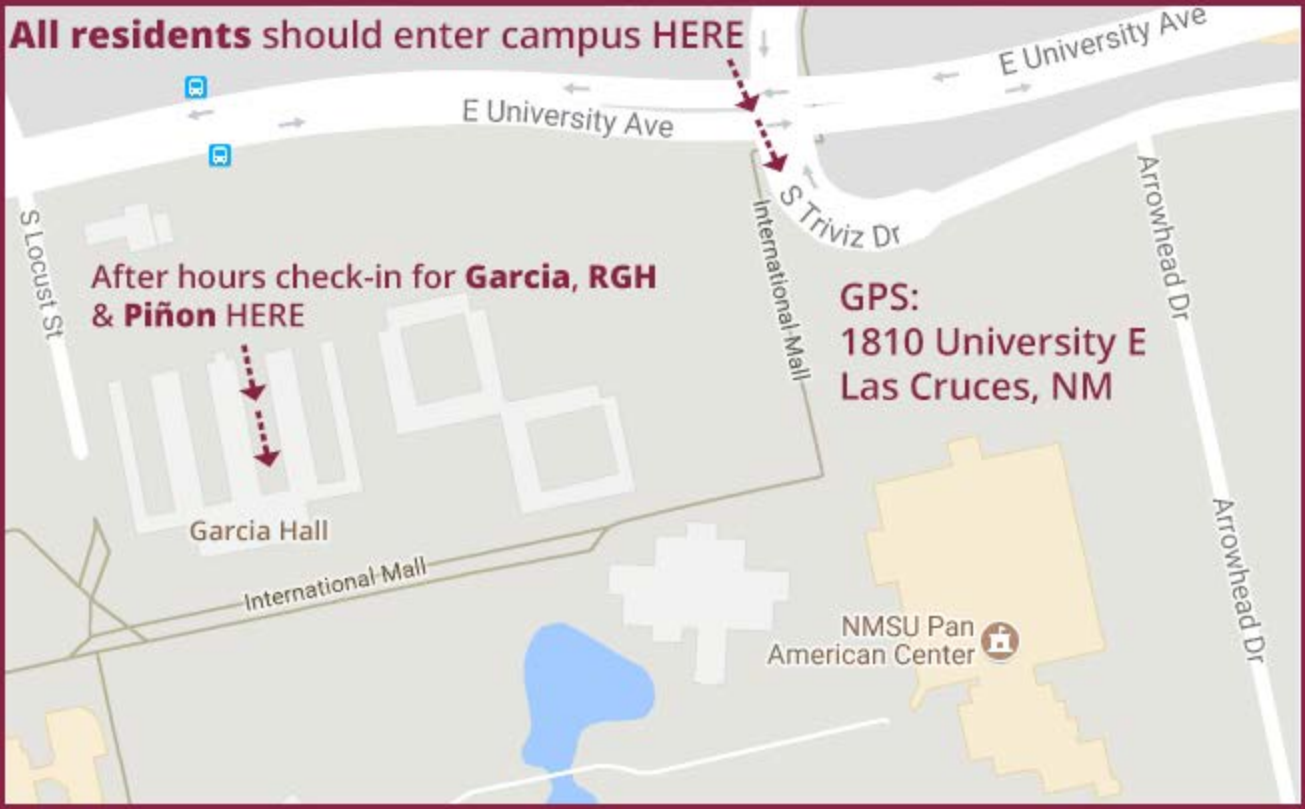 All residents should enter campus HERE
E University Ave
E University Ave
S Triviz Dr
International Mall
Arrowhead Dr
S Locust St
After hours check-in for Garcia, RGH
& Piñon HERE
GPS:
1810 University E
Las Cruces, NM
Garcia Hall
International Mall
Arrowhead Dr
NMSU Pan
American Center